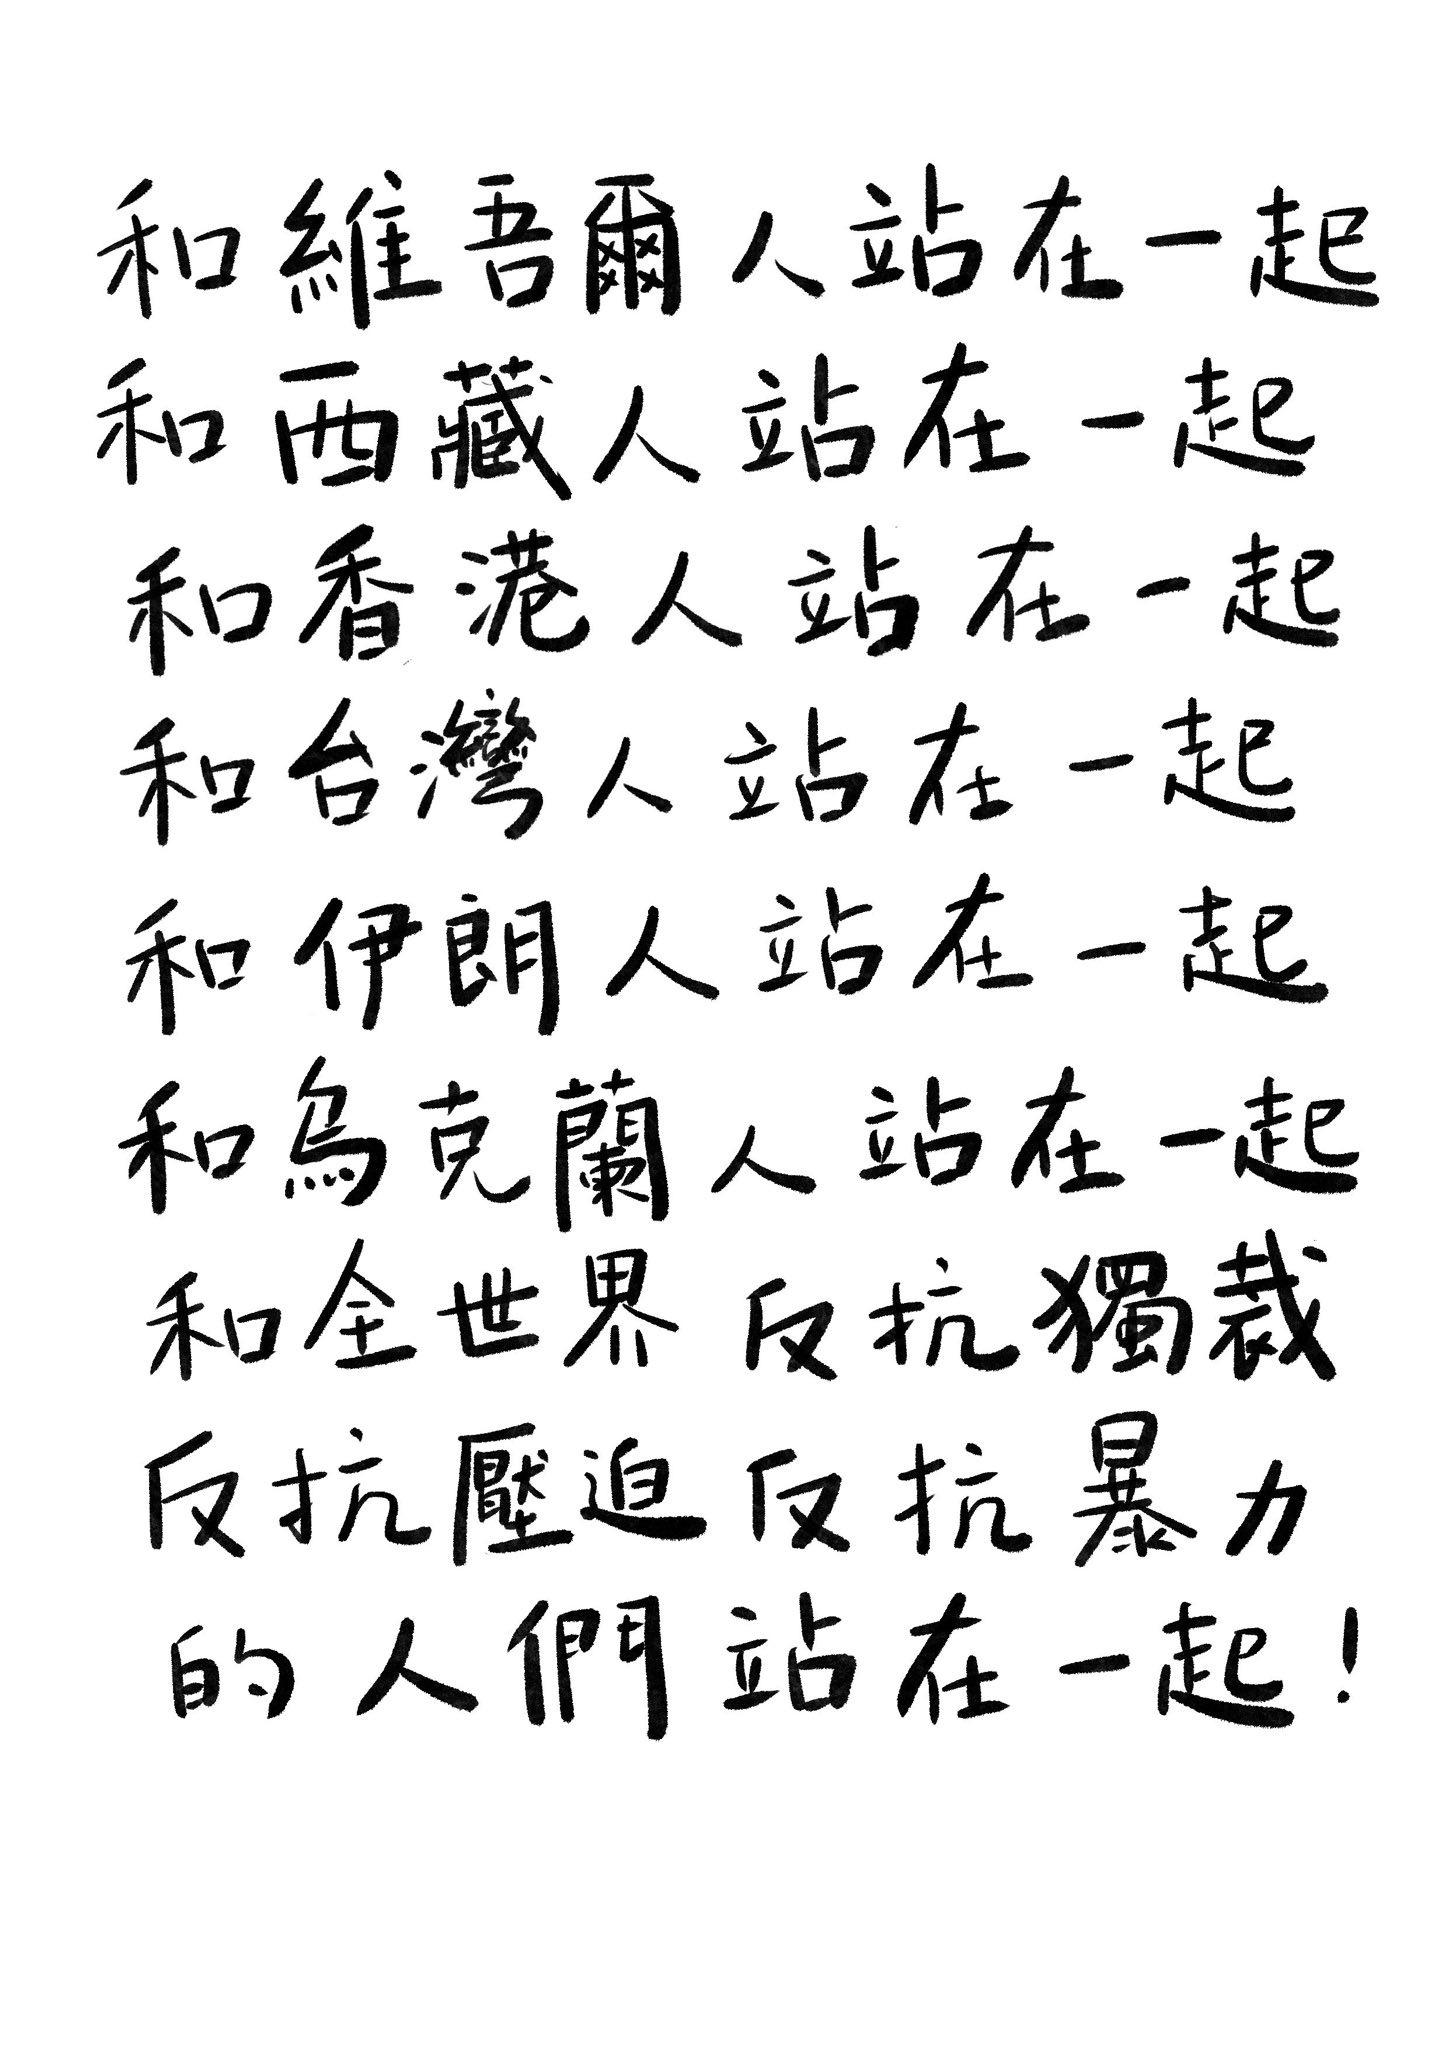 和維吾爾人站在一起
和西藏人站在一起
和香港人站在一起
和台灣人站在一起
和伊朗人站在一起
和烏克蘭人站在一起
和全世界 反抗獨裁
反抗壓迫 反抗暴力
的人們站在一起!